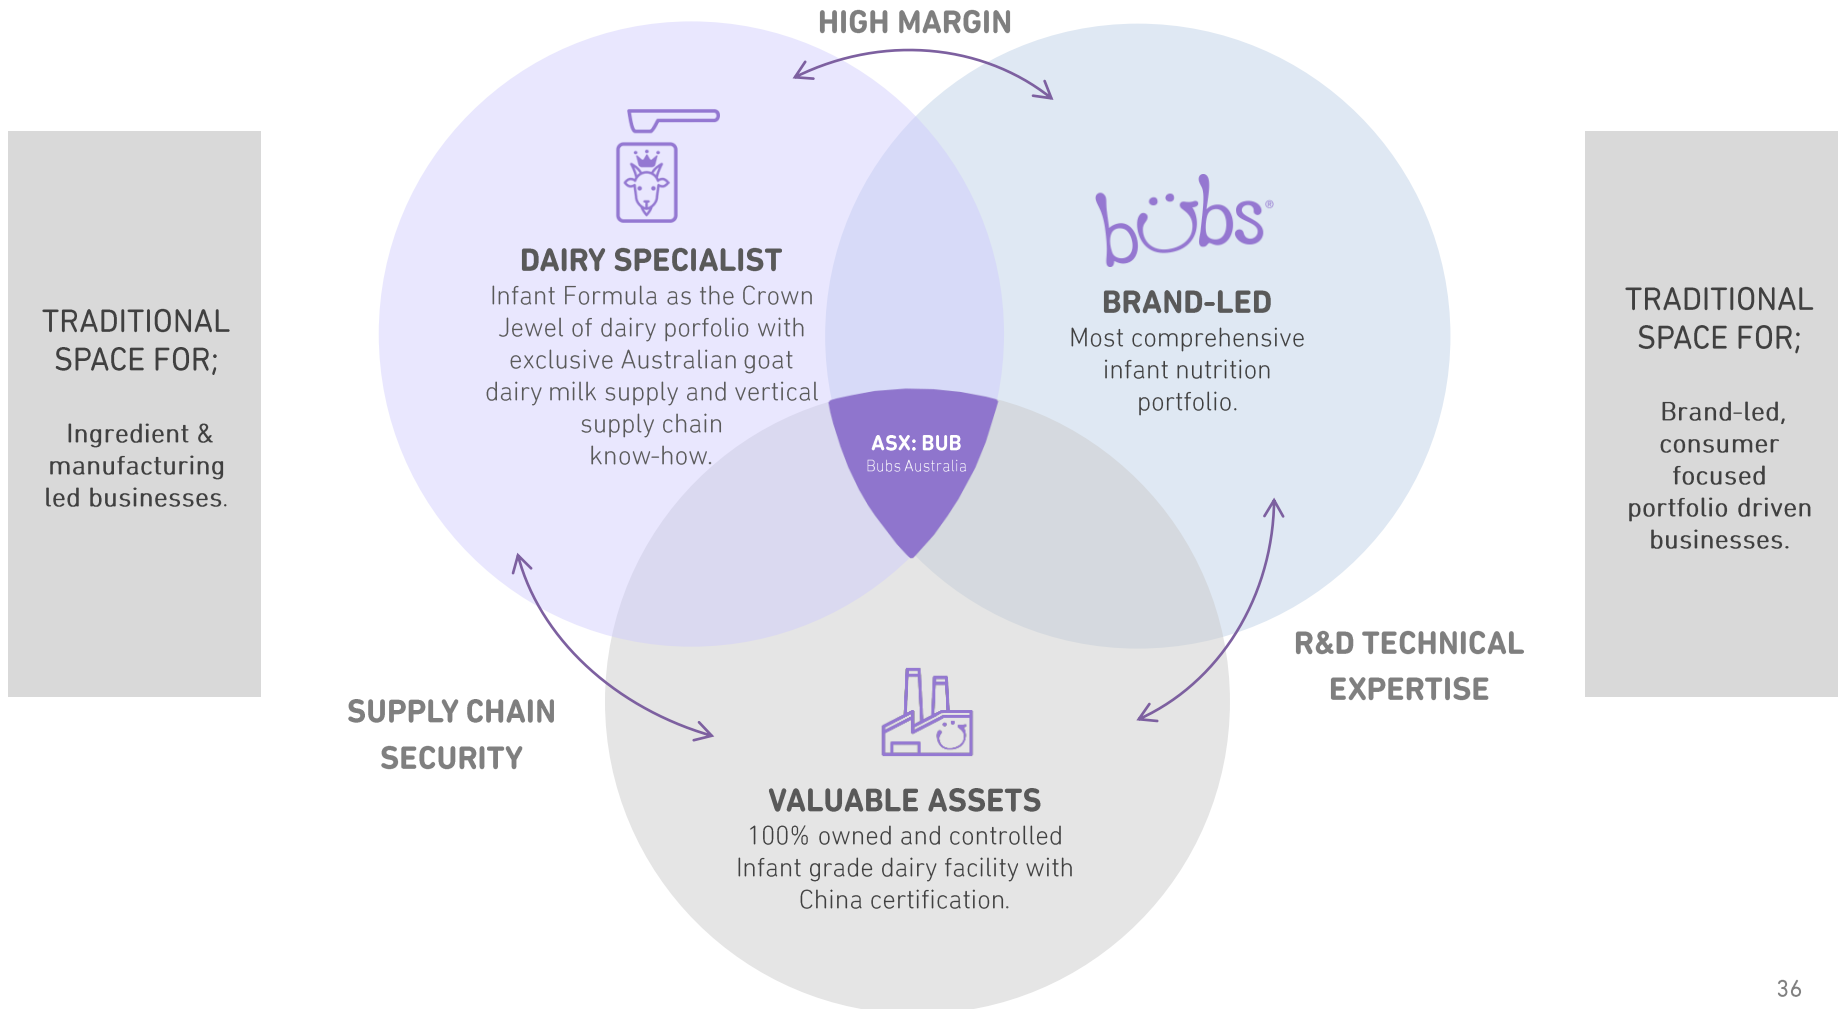 HIGH MARGIN
TRADITIONAL
SPACE FOR;
Ingredient &
manufacturing
led businesses.
DAIRY SPECIALIST
Infant Formula as the Crown
Jewel of dairy porfolio with
exclusive Australian goat
dairy milk supply and vertical
supply chain
know-how.
bübs®
BRAND-LED
Most comprehensive
infant nutrition
portfolio.
ASX: BUB
Bubs Australia
TRADITIONAL
SPACE FOR;
Brand-led,
consumer
focused
portfolio driven
businesses.
SUPPLY CHAIN
SECURITY
R&D TECHNICAL
EXPERTISE
VALUABLE ASSETS
100% owned and controlled
Infant grade dairy facility with
China certification.
36